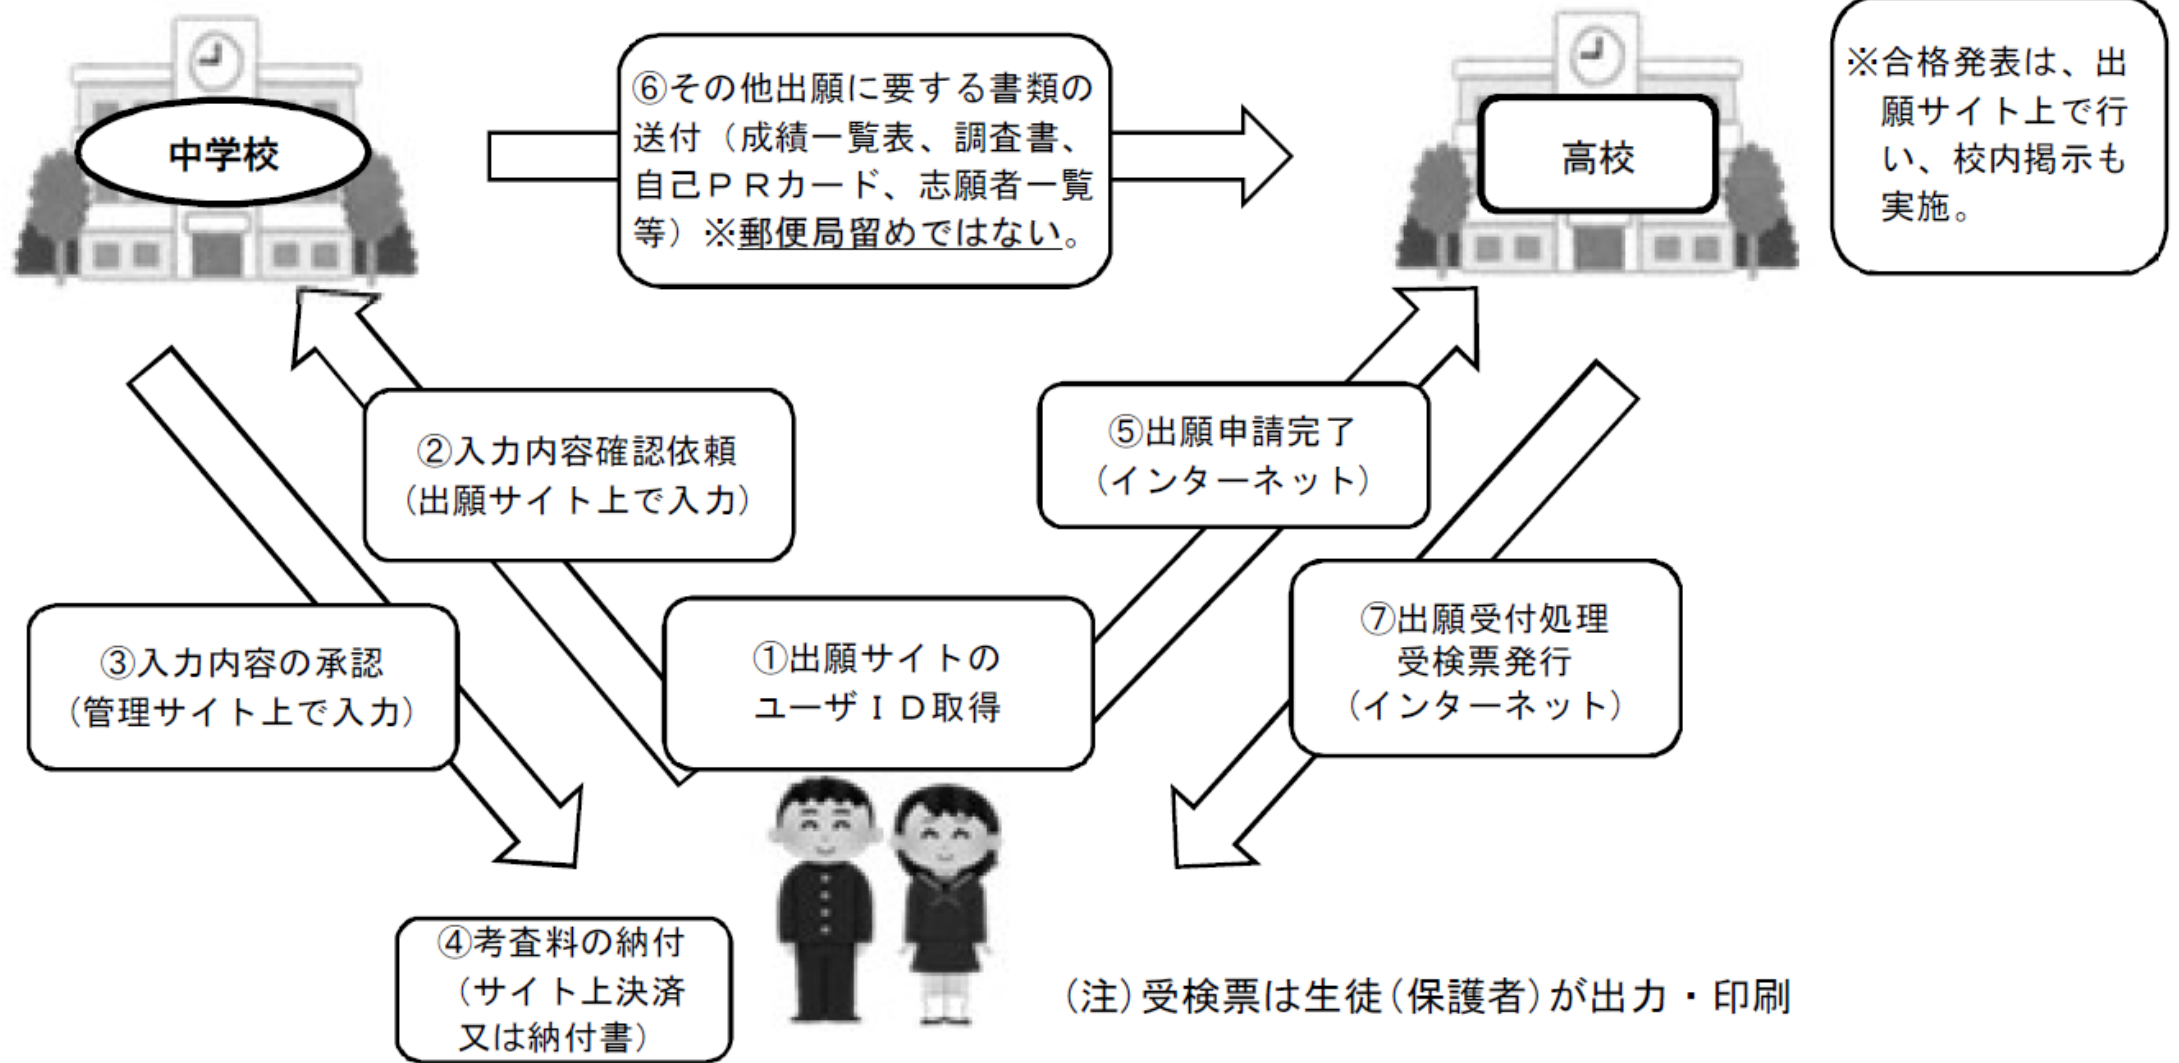 中学校
⑥その他出願に要する書類の
送付（成績一覧表、調査書、
自己ＰＲカード、志願者一覧
等）※郵便局留めではない。
高校
※合格発表は、出
願サイト上で行
い、校内掲示も
実施。
②入力内容確認依頼
（出願サイト上で入力）
⑤出願申請完了
（インターネット）
③入力内容の承認
（管理サイト上で入力）
①出願サイトの
ユーザＩＤ取得
⑦出願受付処理
受検票発行
（インターネット）
④考査料の納付
（サイト上決済
又は納付書）
（注）受検票は生徒（保護者）が出力・印刷